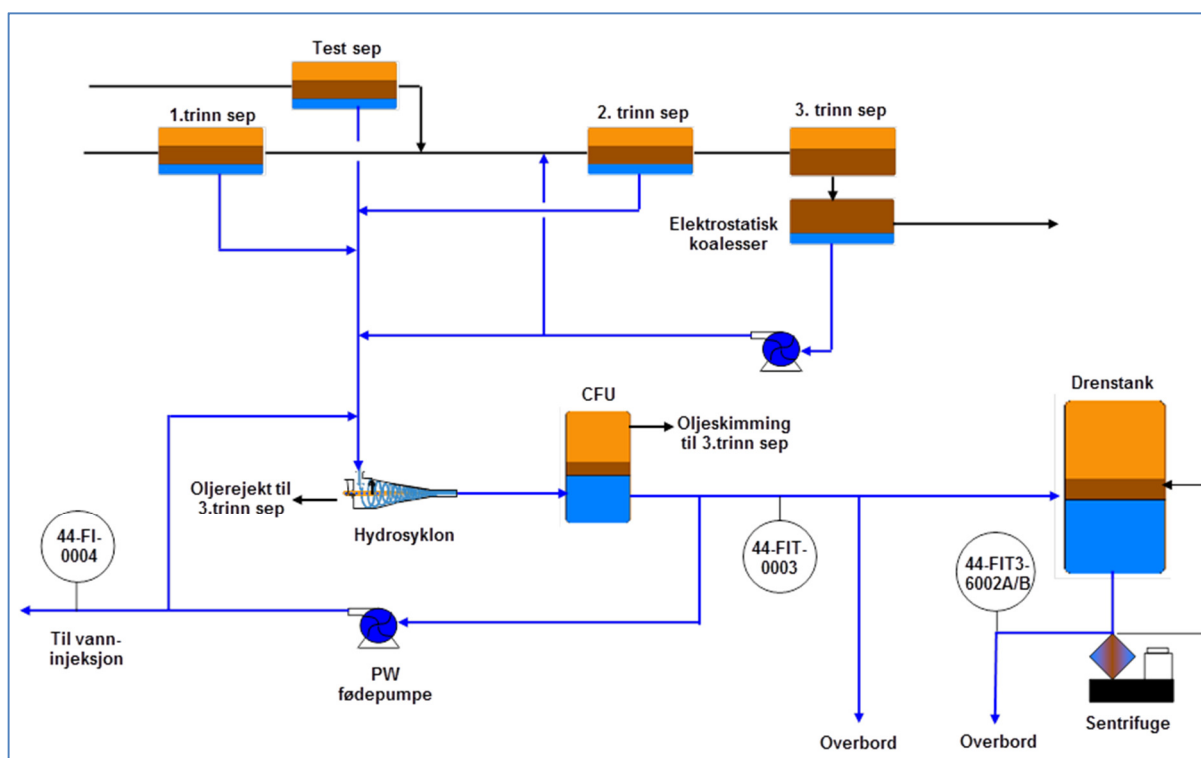 Test sep
1.trinn sep
2. trinn sep
3. trinn sep
Elektrostatisk
koalesser
CFU
Drenstank
Oljeskimming
til 3.trinn sep
Oljerejekt til
3.trinn sep
Hydrosyklon
44-FI-
0004
44-FIT-
0003
44-FIT3-
6002A/B
Til vann-
injeksjon
PW
fødepumpe
Overbord
Overbord
Sentrifuge